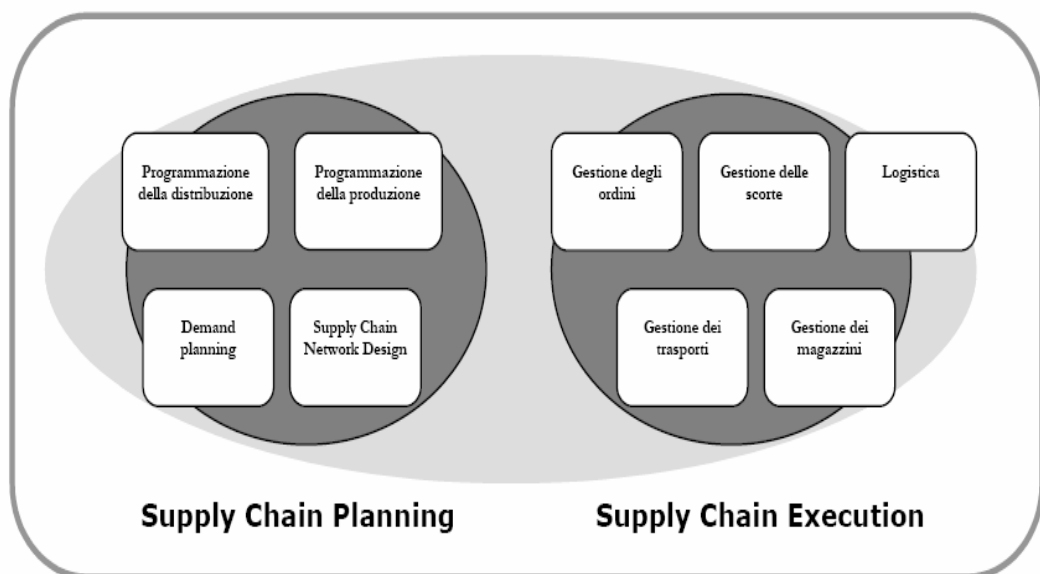 Programmazione
della distribuzione
Programmazione
della produzione
Gestione degli
ordini
Gestione delle
scorte
Logistica
Demand
planning
Supply Chain
Network Design
Gestione dei
trasporti
Gestione dei
magazzini
Supply Chain Planning
Supply Chain Execution